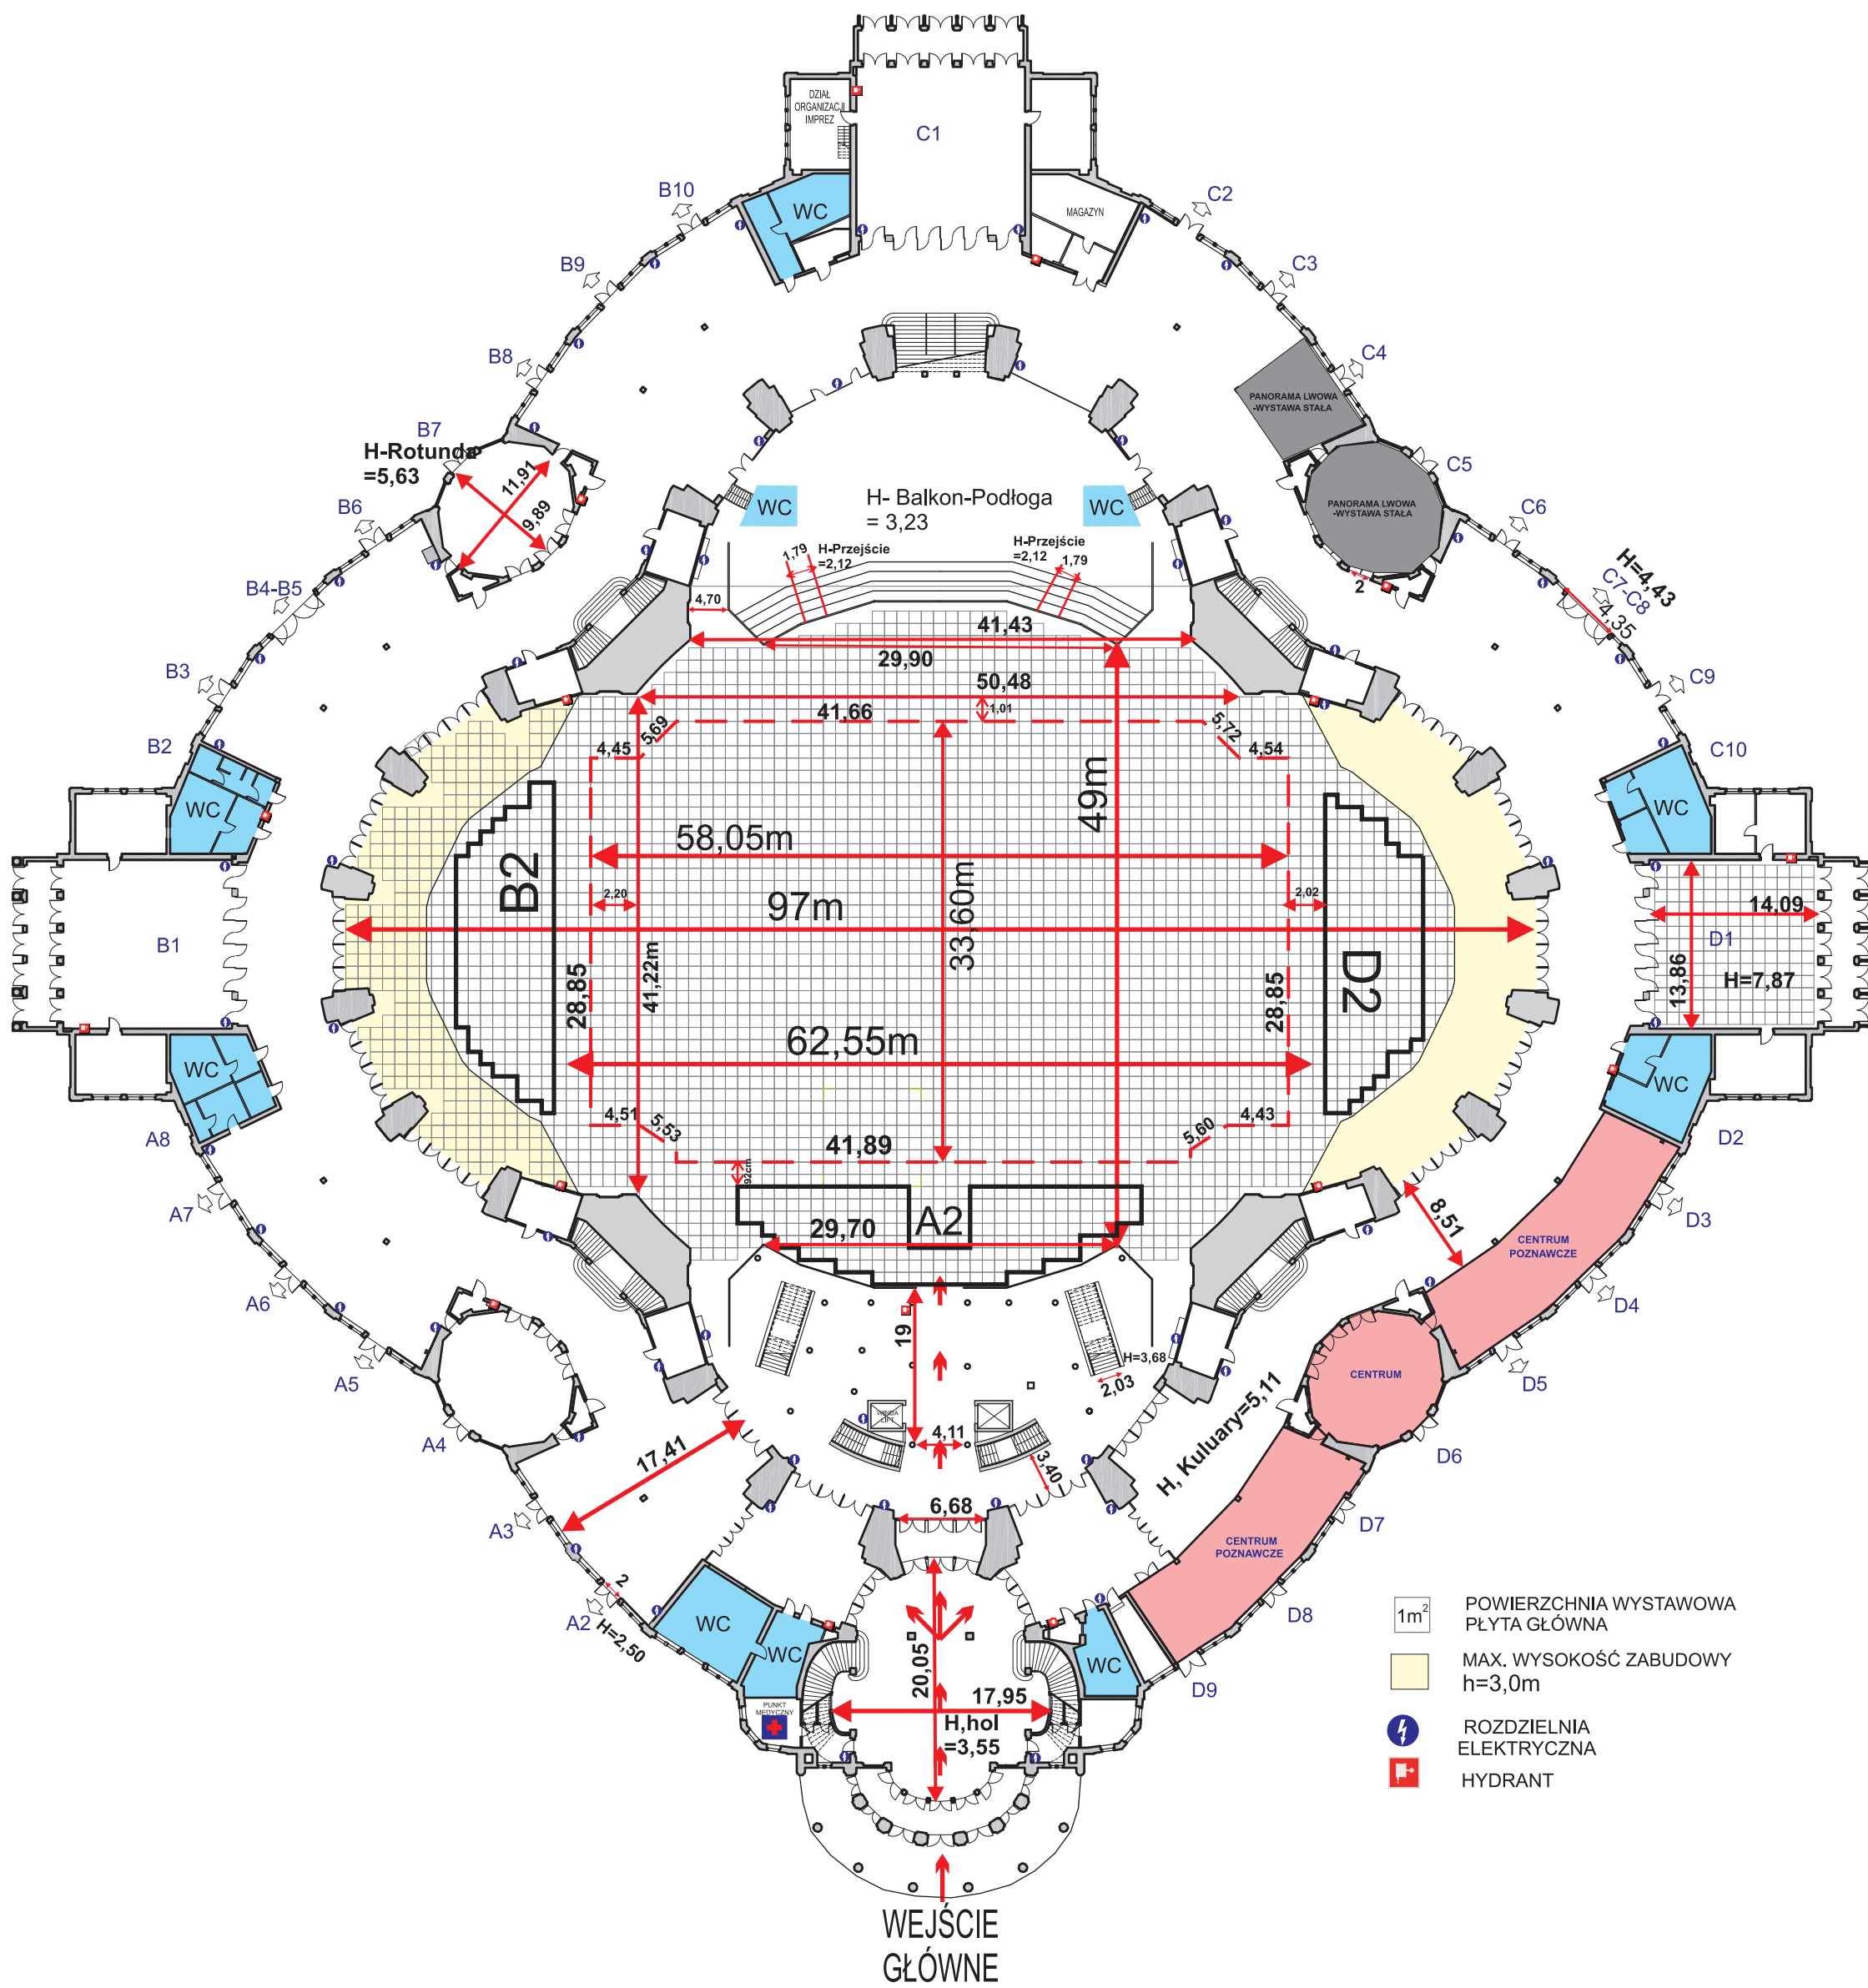 DZIAŁ
ORGANIZACJI
IMPREZ
C1
B10
WC
MAGAZYN
C2
B9
C3
B8
C4
PANORAMA LWOWA
-WYSTAWA STAŁA
B7
H-Rotunda
=5,63
11,91
9,89
C5
PANORAMA LWOWA
-WYSTAWA STAŁA
B6
WC
H- Balkon-Podłoga
= 3,23
WC
C6
1,79
H-Przejście
=2,12
H-Przejście
=2,12
1,79
2
H=4,43
C7-C8
4,35
B4-B5
4,70
41,43
29,90
B3
50,48
C9
41,66
1,01
5,69
4,45
5,72
4,54
B2
C10
WC
49m
WC
58,05m
B2
2,20
97m
33,60m
2,02
14,09
B1
D1
28,85
41,22m
28,85
D2
13,86
H=7,87
62,55m
WC
WC
4,51
5,53
4,43
5,60
A8
41,89
D2
92cm
A7
29,70
A2
8,51
D3
CENTRUM
POZNAWCZE
A6
19
D4
H=3,68
A5
2,03
CENTRUM
D5
WINDA
LIFT
H, Kuluary=5,11
A4
17,41
4,11
3,40
D6
A3
6,68
D7
CENTRUM
POZNAWCZE
2
A2
H=2,50
WC
WC
20,05
WC
D8
D9
17,95
PUNKT
MEDYCZNY
H,hol
=3,55
1m²
POWIERZCHNIA WYSTAWOWA
PŁYTA GŁÓWNA
MAX. WYSOKOŚĆ ZABUDOWY
h=3,0m
ROZDZIELNIA
ELEKTRYCZNA
HYDRANT
WEJŚCIE
GŁÓWNE